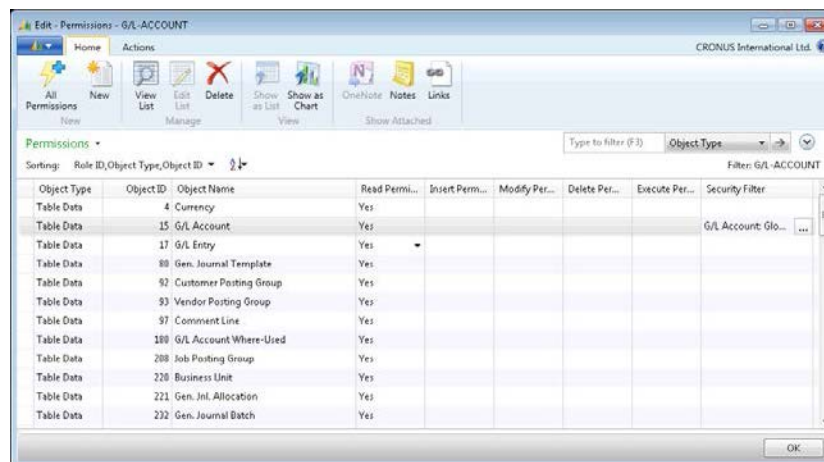 Edit - Permissions - G/L-ACCOUNT
Home Actions CRONUS International Ltd.
All Permissions New View List Edit List Delete Show as List Show as Chart OneNote Notes Links
New Manage View Show Attached
Permissions Type to filter (F3) Object Type
Sorting: Role ID,Object Type,Object ID Filter: G/L-ACCOUNT
Object Type Object ID Object Name Read Permi... Insert Perm... Modify Per... Delete Per... Execute Per... Security Filter
Table Data 4 Currency Yes
Table Data 15 G/L Account Yes G/L Account: Glo... ...
Table Data 17 G/L Entry Yes
Table Data 80 Gen. Journal Template Yes
Table Data 92 Customer Posting Group Yes
Table Data 93 Vendor Posting Group Yes
Table Data 97 Comment Line Yes
Table Data 180 G/L Account Where-Used Yes
Table Data 208 Job Posting Group Yes
Table Data 220 Business Unit Yes
Table Data 221 Gen. Jnl. Allocation Yes
Table Data 232 Gen. Journal Batch Yes
OK